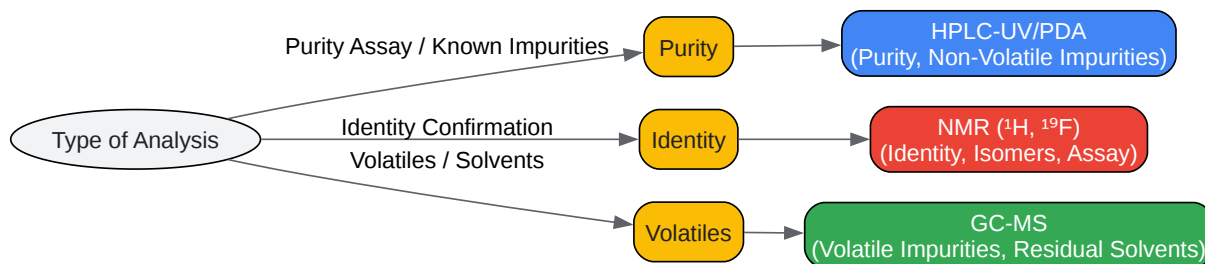 Type of Analysis
Purity Assay / Known Impurities
Purity
HPLC-UV/PDA
(Purity, Non-Volatile Impurities)
Identity Confirmation
Identity
NMR (¹H, ¹⁹F)
(Identity, Isomers, Assay)
Volatiles / Solvents
Volatiles
GC-MS
(Volatile Impurities, Residual Solvents)